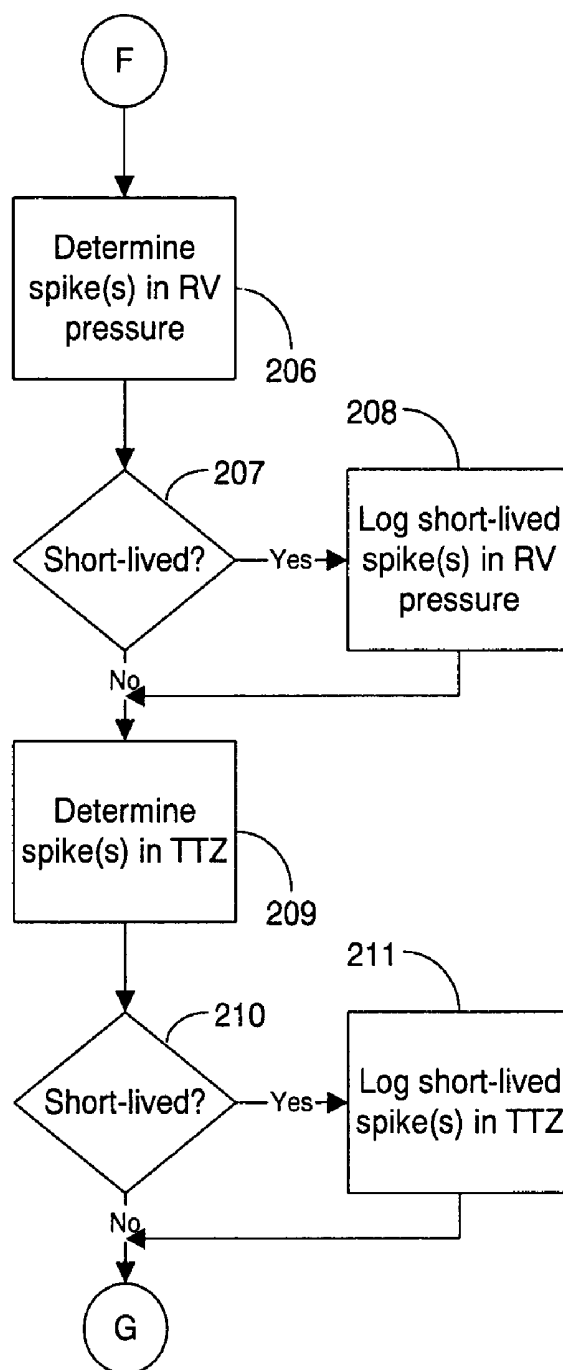 F
Determine
spike(s) in RV
pressure
206
207
Short-lived?
Yes
208
Log short-lived
spike(s) in RV
pressure
No
Determine
spike(s) in TTZ
209
210
Short-lived?
Yes
211
Log short-lived
spike(s) in TTZ
No
G